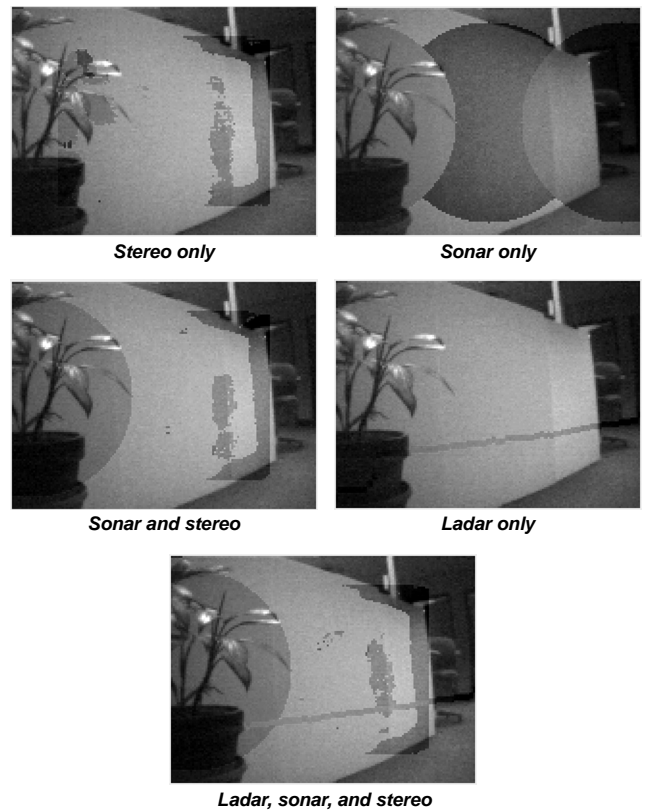 Stereo only
Sonar only
Sonar and stereo
Ladar only
Ladar, sonar, and stereo